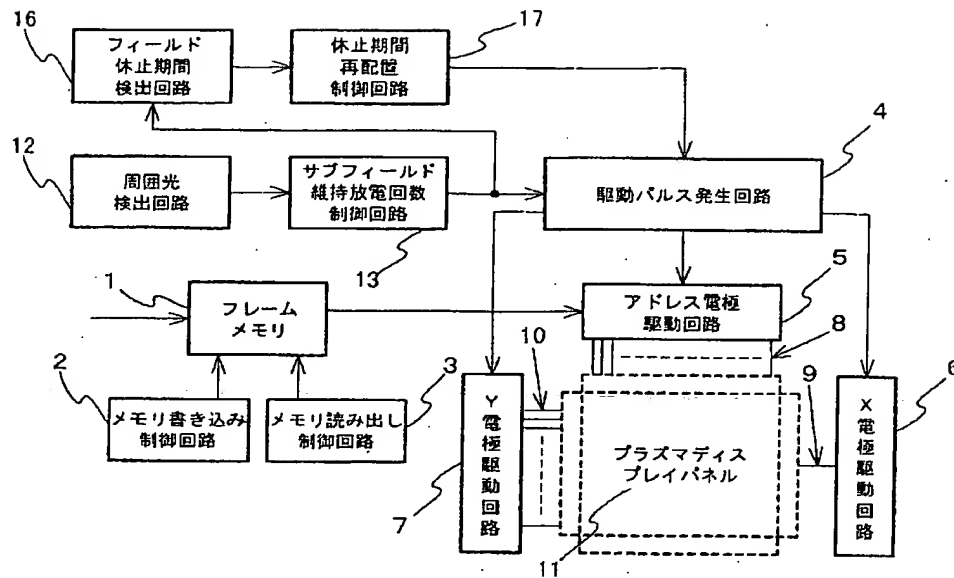 16
フィールド
休止期間
検出回路
17
休止期間
再配置
制御回路
4
12
周囲光
検出回路
サブフィールド
維持放電回数
制御回路
13
駆動パルス発生回路
1
フレーム
メモリ
5
アドレス電極
駆動回路
8
2
メモリ書き込み
制御回路
3
メモリ読み出し
制御回路
10
9
6
Y電極駆動回路
7
プラズマディス
プレイパネル
11
X電極駆動回路